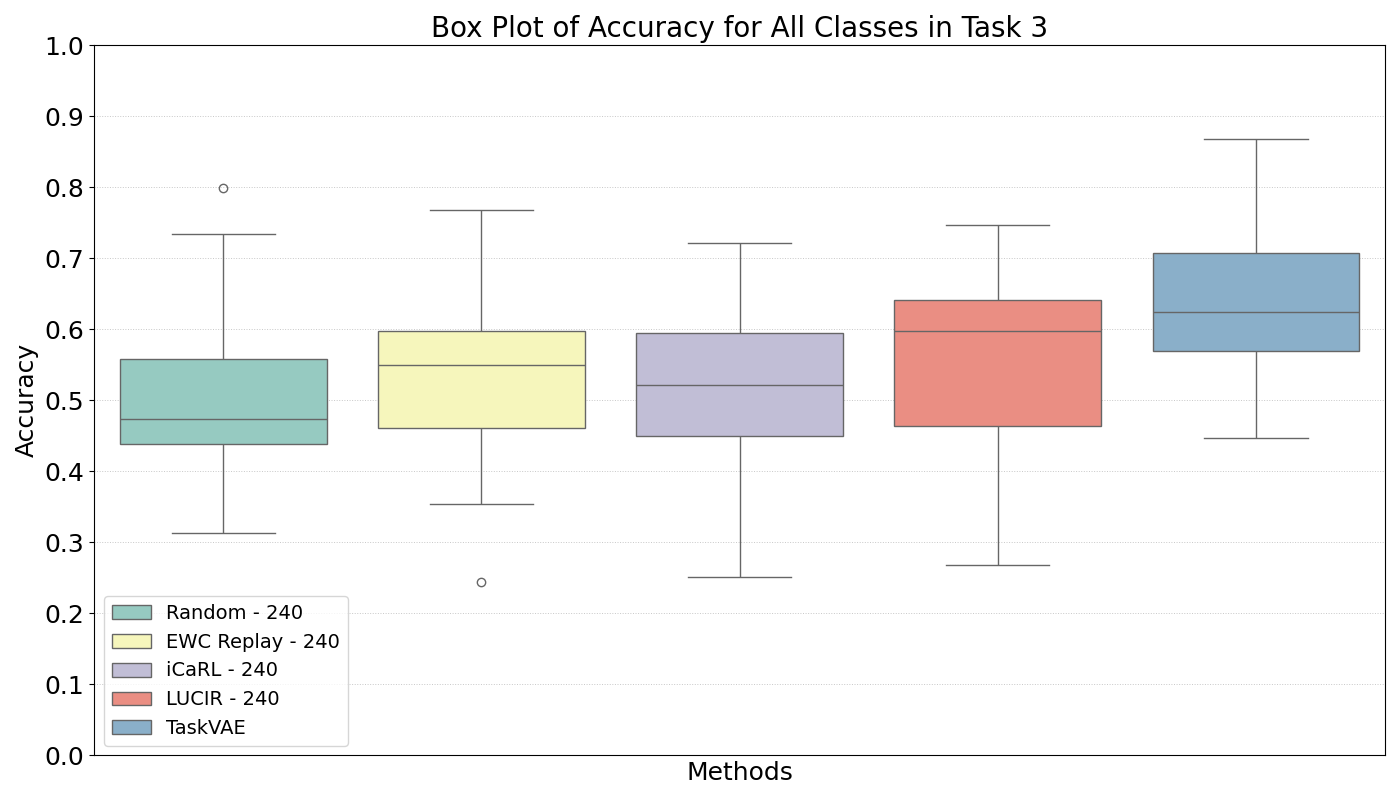 Box Plot of Accuracy for All Classes in Task 3
1.0
0.9
0.8
0.7
0.6
0.5
0.4
0.3
0.2
0.1
0.0
Accuracy
Random - 240
EWC Replay - 240
iCaRL - 240
LUCIR - 240
TaskVAE
Methods